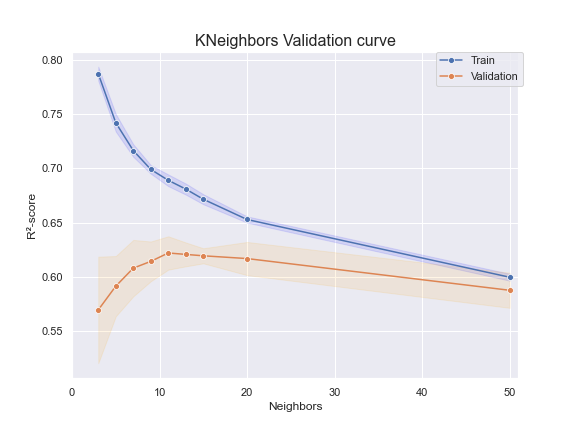 KNeighbors Validation curve
Train
Validation
0.80
0.75
0.70
0.65
0.60
0.55
R²-score
0 10 20 30 40 50
Neighbors